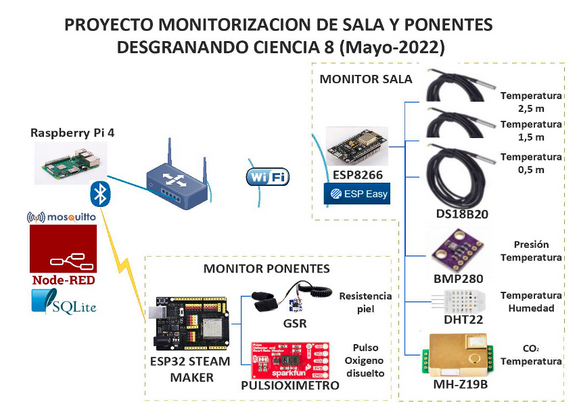 PROYECTO MONITORIZACION DE SALA Y PONENTES
DESGRANANDO CIENCIA 8 (Mayo-2022)
MONITOR SALA
Temperatura
2,5 m
Raspberry Pi 4
Temperatura
1,5 m
WiFi
ESP8266
ESP Easy
Temperatura
0,5 m
DS18B20
mosquitto
Node-RED
SQLite
Presión
Temperatura
BMP280
MONITOR PONENTES
Resistencia
piel
GSR
Temperatura
Humedad
DHT22
ESP32 STEAM
MAKER
sparkfun
PULSIOXIMETRO
Pulso
Oxigeno
disuelto
CO₂
Temperatura
MH-Z19B